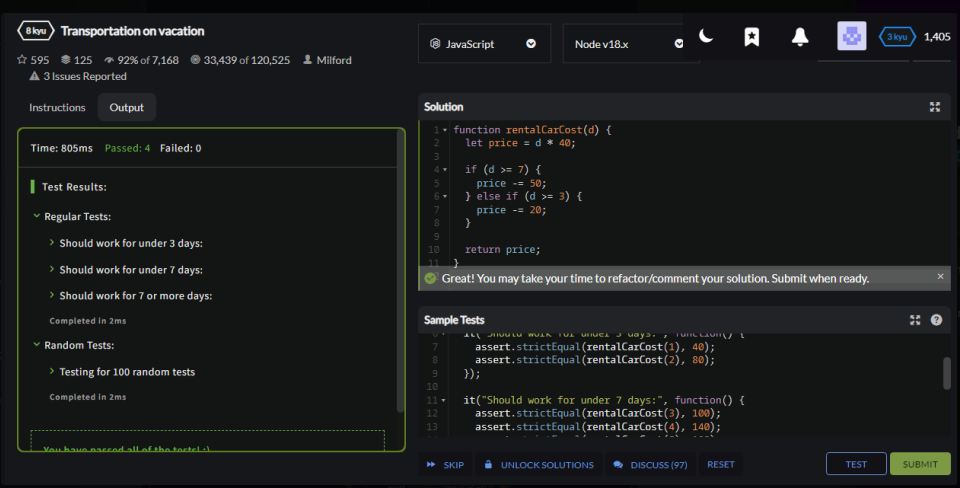 8 kyu Transportation on vacation
595 125 92% of 7,168 33,439 of 120,525 Milford
3 Issues Reported
JavaScript Node v18.x
3 kyu 1,405
Instructions Output
Time: 805ms Passed: 4 Failed: 0
Test Results:
Regular Tests:
Should work for under 3 days:
Should work for under 7 days:
Should work for 7 or more days:
Completed in 2ms
Random Tests:
Testing for 100 random tests
Completed in 2ms
You have passed all of the tests! :)
Solution
1 function rentalCarCost(d) {
2 let price = d * 40;
3
4 if (d >= 7) {
5 price -= 50;
6 } else if (d >= 3) {
7 price -= 20;
8 }
9
10 return price;
11 }
Great! You may take your time to refactor/comment your solution. Submit when ready.
Sample Tests
6 it("Should work for under 3 days:", function() {
7 assert.strictEqual(rentalCarCost(1), 40);
8 assert.strictEqual(rentalCarCost(2), 80);
9 });
10
11 it("Should work for under 7 days:", function() {
12 assert.strictEqual(rentalCarCost(3), 100);
13 assert.strictEqual(rentalCarCost(4), 140);
SKIP UNLOCK SOLUTIONS DISCUSS (97) RESET TEST SUBMIT